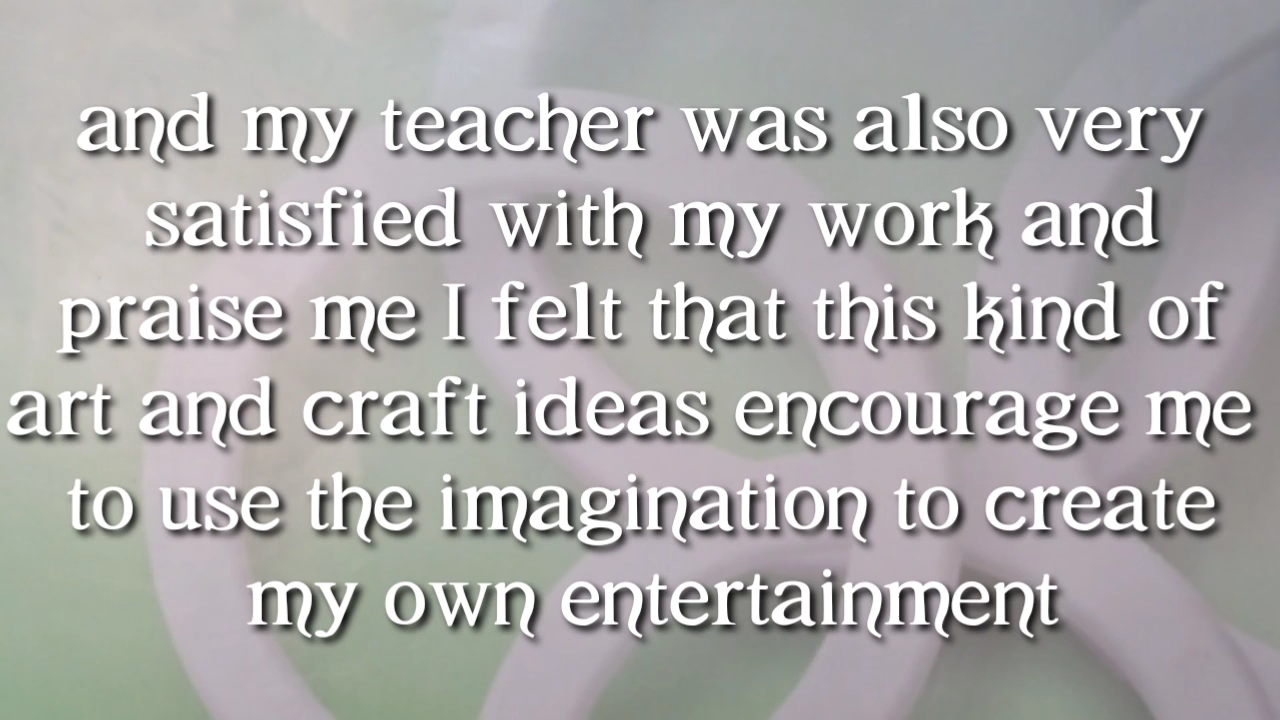 and my teacher was also very
satisfied with my work and
praise me I felt that this kind of
art and craft ideas encourage me
to use the imagination to create
my own entertainment